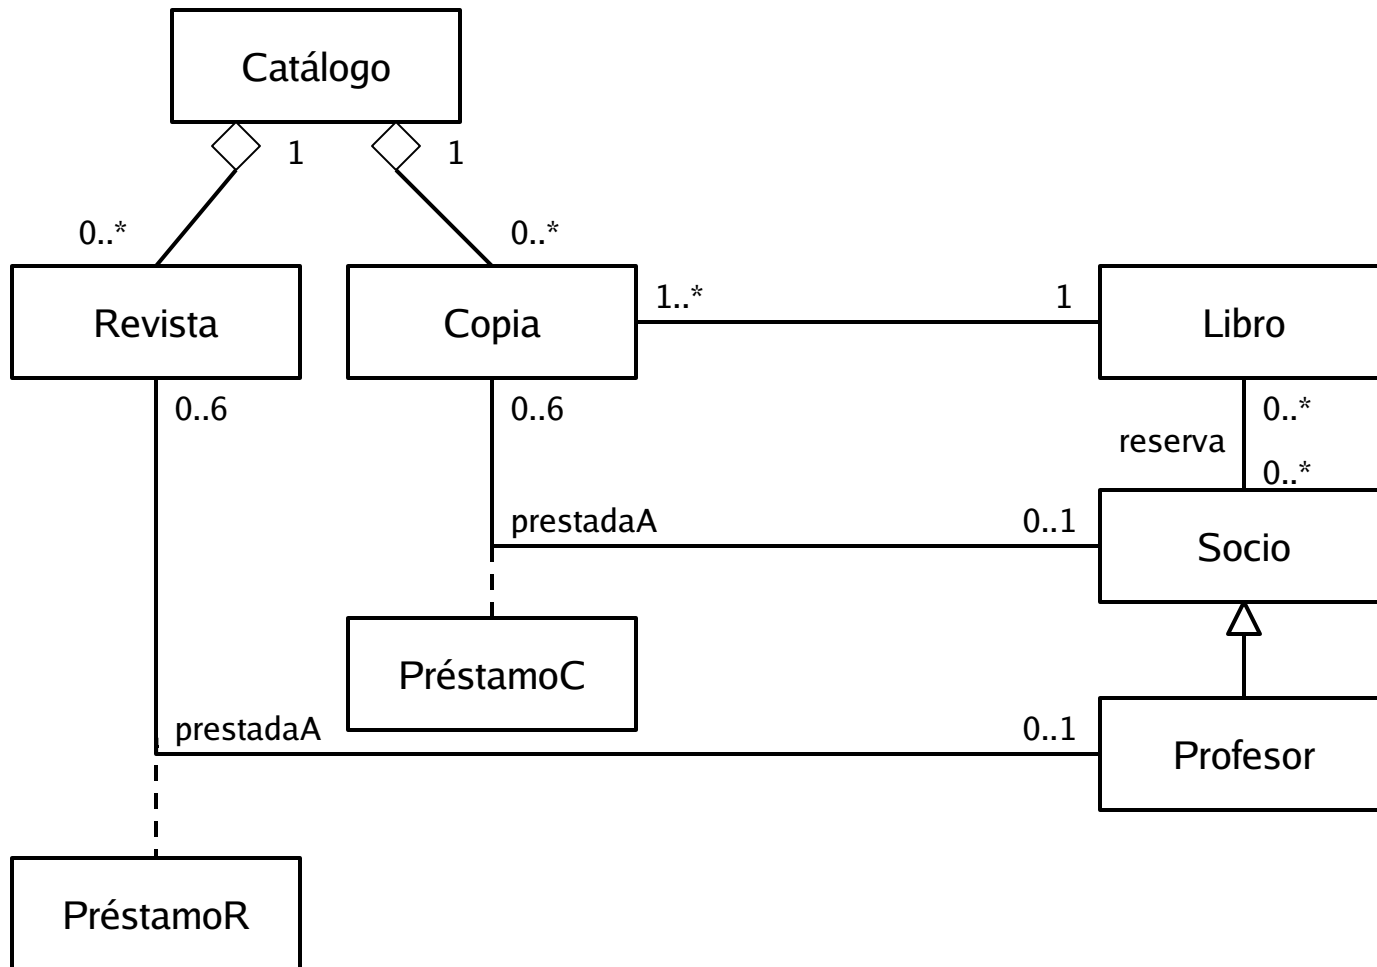 Catálogo
1
1
0..*
0..*
Revista
Copia
1..*
1
Libro
0..6
0..6
0..*
reserva
0..*
prestadaA
0..1
Socio
PréstamoC
prestadaA
0..1
Profesor
PréstamoR